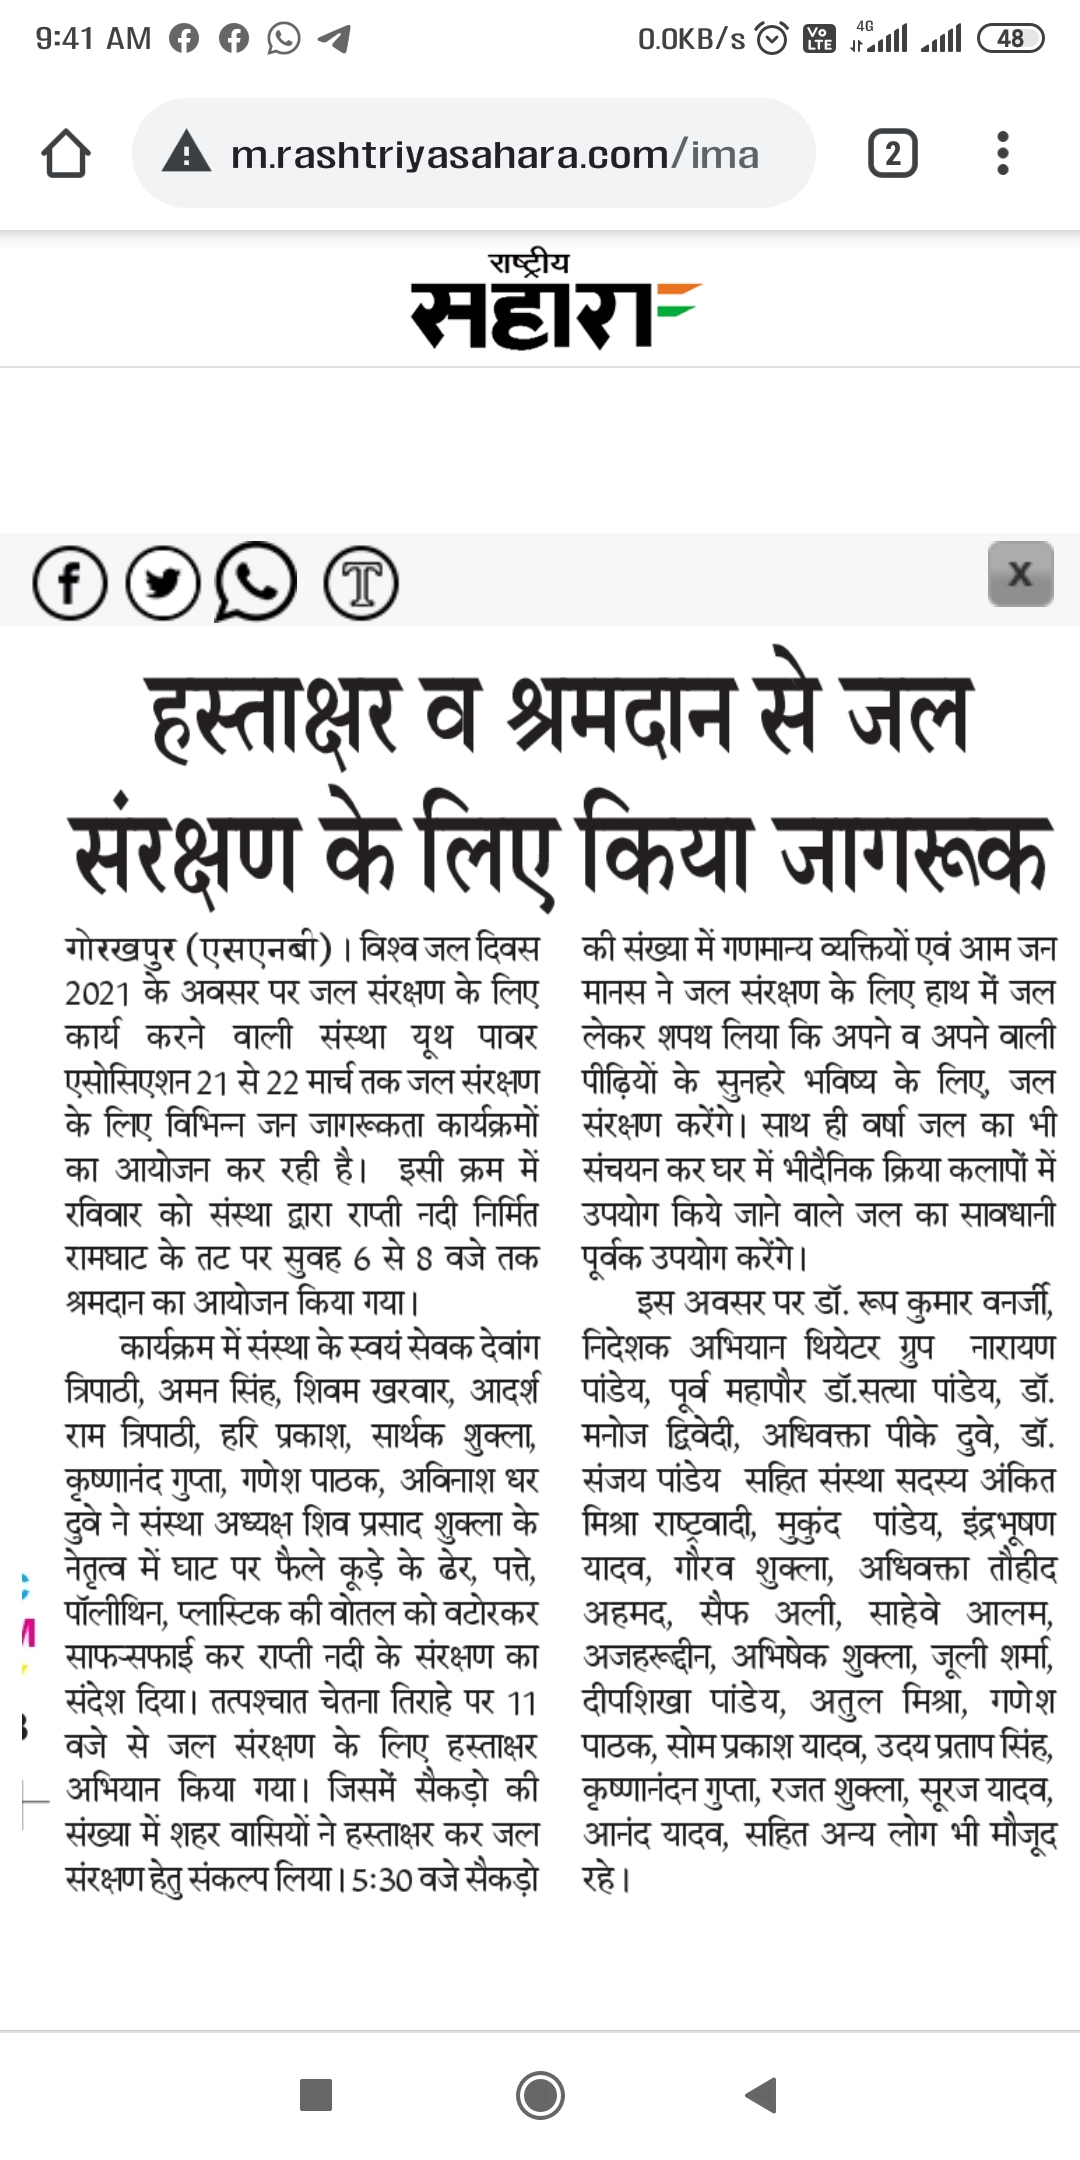 9:41 AM
0.0KB/s
Vo
LTE
4G
48
m.rashtriyasahara.com/ima
2
राष्ट्रीय
सहारा
X
हस्ताक्षर व श्रमदान से जल
संरक्षण के लिए किया जागरूक
गोरखपुर (एसएनबी)। विश्व जल दिवस
2021 के अवसर पर जल संरक्षण के लिए
कार्य करने वाली संस्था यूथ पावर
एसोसिएशन 21 से 22 मार्च तक जल संरक्षण
के लिए विभिन्न जन जागरूकता कार्यक्रमों
का आयोजन कर रही है। इसी क्रम में
रविवार को संस्था द्वारा राप्ती नदी निर्मित
रामघाट के तट पर सुवह 6 से 8 वजे तक
श्रमदान का आयोजन किया गया।
कार्यक्रम में संस्था के स्वयं सेवक देवांग
त्रिपाठी, अमन सिंह, शिवम खरवार, आदर्श
राम त्रिपाठी, हरि प्रकाश, सार्थक शुक्ला,
कृष्णानंद गुप्ता, गणेश पाठक, अविनाश धर
दुवे ने संस्था अध्यक्ष शिव प्रसाद शुक्ला के
नेतृत्व में घाट पर फैले कूड़े के ढेर, पत्ते,
पॉलीथिन, प्लास्टिक की वोतल को वटोरकर
साफ-सफाई कर राप्ती नदी के संरक्षण का
संदेश दिया। तत्पश्चात चेतना तिराहे पर 11
वजे से जल संरक्षण के लिए हस्ताक्षर
अभियान किया गया। जिसमें सैकड़ो की
संख्या में शहर वासियों ने हस्ताक्षर कर जल
संरक्षण हेतु संकल्प लिया। 5:30 वजे सैकड़ो
की संख्या में गणमान्य व्यक्तियों एवं आम जन
मानस ने जल संरक्षण के लिए हाथ में जल
लेकर शपथ लिया कि अपने व अपने वाली
पीढ़ियों के सुनहरे भविष्य के लिए, जल
संरक्षण करेंगे। साथ ही वर्षा जल का भी
संचयन कर घर में भीदैनिक क्रिया कलापों में
उपयोग किये जाने वाले जल का सावधानी
पूर्वक उपयोग करेंगे।
इस अवसर पर डॉ. रूप कुमार वनर्जी,
निदेशक अभियान थियेटर ग्रुप नारायण
पांडेय, पूर्व महापौर डॉ.सत्या पांडेय, डॉ.
मनोज द्विवेदी, अधिवक्ता पीके दुवे, डॉ.
संजय पांडेय सहित संस्था सदस्य अंकित
मिश्रा राष्ट्रवादी, मुकुंद पांडेय, इंद्रभूषण
यादव, गौरव शुक्ला, अधिवक्ता तौहीद
अहमद, सैफ अली, साहेवे आलम,
अजहरूद्दीन, अभिषेक शुक्ला, जूली शर्मा,
दीपशिखा पांडेय, अतुल मिश्रा, गणेश
पाठक, सोम प्रकाश यादव, उदय प्रताप सिंह,
कृष्णानंदन गुप्ता, रजत शुक्ला, सूरज यादव,
आनंद यादव, सहित अन्य लोग भी मौजूद
रहे।